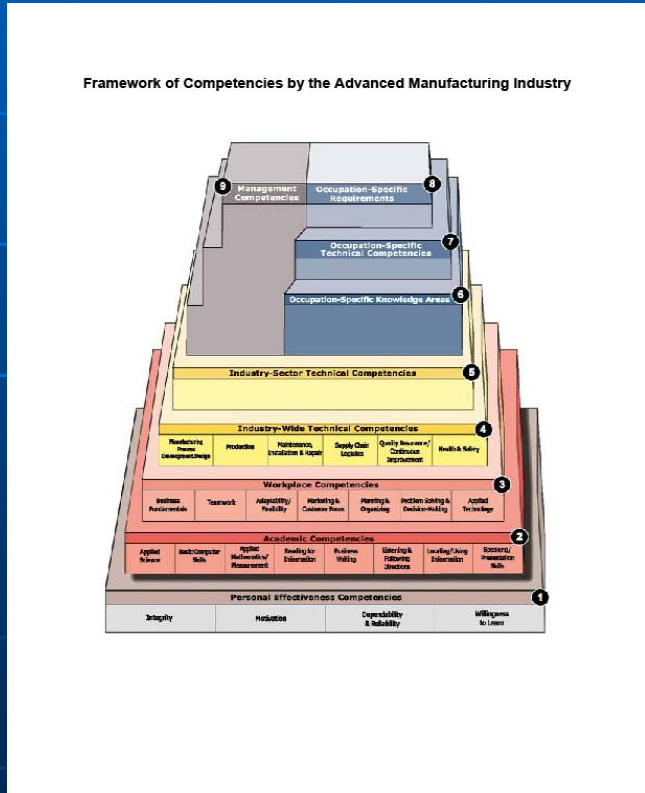 Framework of Competencies by the Advanced Manufacturing Industry
9
Management
Competencies
Occupation-Specific
Requirements
8
Occupation-Specific
Technical Competencies
7
Occupation-Specific Knowledge Areas
6
Industry-Sector Technical Competencies
5
Industry-Wide Technical Competencies
4
Manufacturing
Process
Development/Design
Production
Maintenance,
Installation & Repair
Supply Chain
Logistics
Quality Assurance/
Continuous
Improvement
Health & Safety
Workplace Competencies
3
Business
Fundamentals
Teamwork
Adaptability/
Flexibility
Marketing &
Customer Focus
Planning &
Organizing
Problem Solving &
Decision-Making
Applied
Technology
Academic Competencies
2
Applied
Science
Basic Computer
Skills
Applied
Mathematics/
Measurement
Reading for
Information
Business
Writing
Listening &
Following
Directions
Locating/Using
Information
Speaking/
Presentation
Skills
Personal Effectiveness Competencies
1
Integrity
Motivation
Dependability
& Reliability
Willingness
to Learn